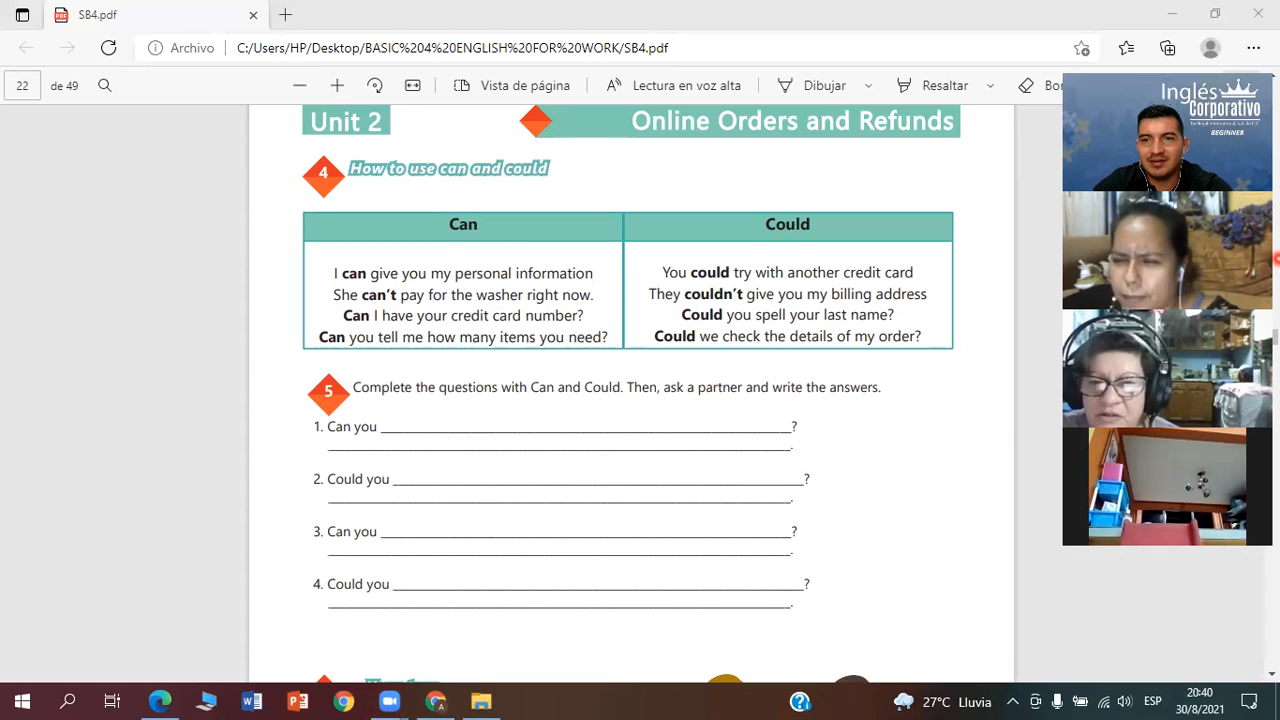 SB4.pdf
Archivo
C:/Users/HP/Desktop/BASIC%204%20ENGLISH%20FOR%20WORK/SB4.pdf
22
de 49
Vista de página
Lectura en voz alta
Dibujar
Resaltar
Bor
Unit 2
Online Orders and Refunds
4 How to use can and could
Can
Could
I can give you my personal information
She can't pay for the washer right now.
Can I have your credit card number?
Can you tell me how many items you need?
You could try with another credit card
They couldn't give you my billing address
Could you spell your last name?
Could we check the details of my order?
5 Complete the questions with Can and Could. Then, ask a partner and write the answers.
1. Can you ?
.
2. Could you ?
.
3. Can you ?
.
4. Could you ?
.
Inglés
Corporativo
BEGINNER
27°C Lluvia
ESP
20:40
30/8/2021